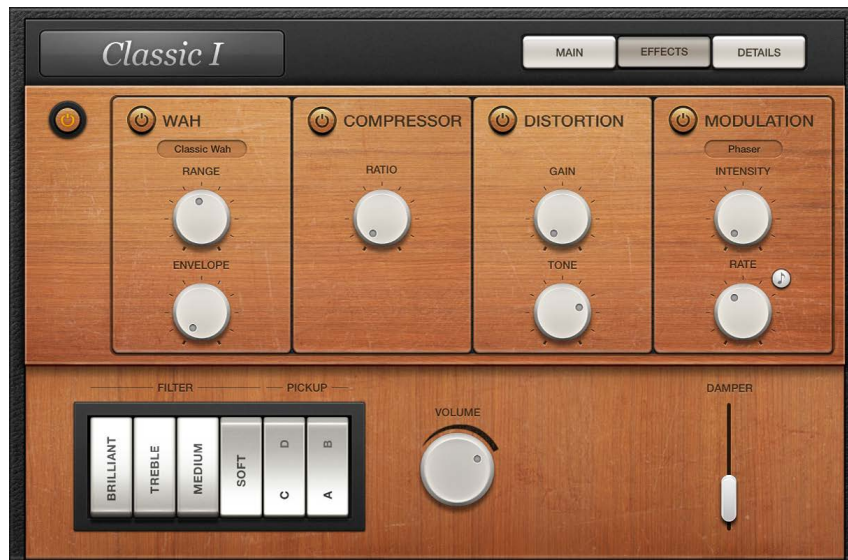 Classic I
MAIN EFFECTS DETAILS
WAH COMPRESSOR DISTORTION MODULATION
Classic Wah Phaser
RANGE RATIO GAIN INTENSITY
ENVELOPE TONE RATE
FILTER PICKUP DAMPER
VOLUME
BRILLIANT TREBLE MEDIUM SOFT C D A B